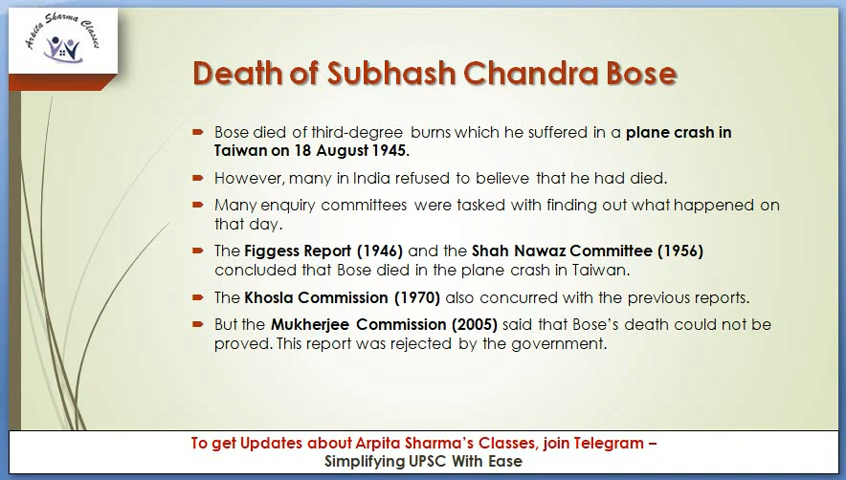 Arpita Sharma Classes
Death of Subhash Chandra Bose
Bose died of third-degree burns which he suffered in a plane crash in
Taiwan on 18 August 1945.
However, many in India refused to believe that he had died.
Many enquiry committees were tasked with finding out what happened on
that day.
The Figgess Report (1946) and the Shah Nawaz Committee (1956)
concluded that Bose died in the plane crash in Taiwan.
The Khosla Commission (1970) also concurred with the previous reports.
But the Mukherjee Commission (2005) said that Bose's death could not be
proved. This report was rejected by the government.
To get Updates about Arpita Sharma's Classes, join Telegram –
Simplifying UPSC With Ease